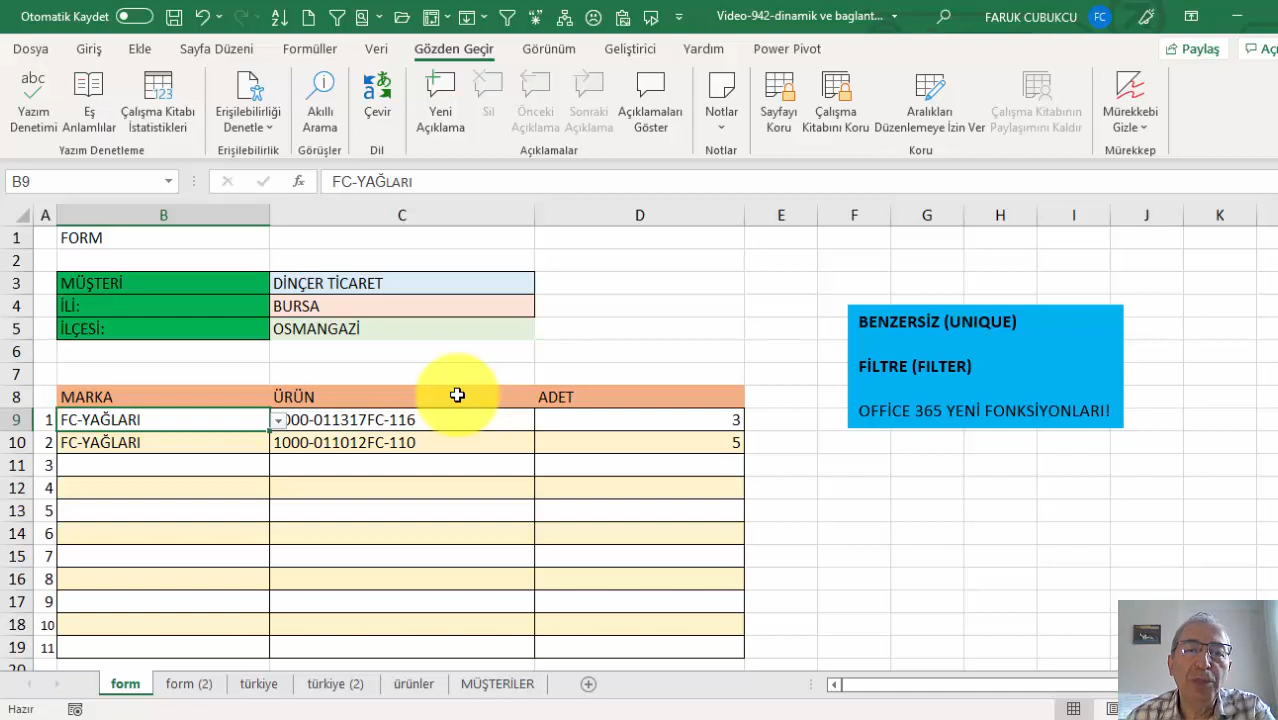 Otomatik Kaydet
Video-942-dinamik ve baglant...
FARUK CUBUKCU
FC
Dosya Giriş Ekle Sayfa Düzeni Formüller Veri Gözden Geçir Görünüm Geliştirici Yardım Power Pivot Paylaş
Yazım Denetimi
Eş Anlamlılar
Çalışma Kitabı İstatistikleri
Yazım Denetleme
Erişilebilirliği Denetle
Erişilebilirlik
Akıllı Arama
Görüşler
Çevir
Dil
Yeni Açıklama
Sil
Önceki Açıklama
Sonraki Açıklama
Açıklamaları Göster
Açıklamalar
Notlar
Notlar
Sayfayı Koru
Çalışma Kitabını Koru
Aralıkları Düzenlemeye İzin Ver
Çalışma Kitabının Paylaşımını Kaldır
Koru
Mürekkebi Gizle
Mürekkep
B9 fx FC-YAĞLARI
A B C D E F G H I J K
1 FORM
2
3 MÜŞTERİ DİNÇER TİCARET
4 İLİ: BURSA
5 İLÇESİ: OSMANGAZİ
6
7
8 MARKA ÜRÜN ADET
9 1 FC-YAĞLARI 000-011317FC-116 3
10 2 FC-YAĞLARI 1000-011012FC-110 5
11 3
12 4
13 5
14 6
15 7
16 8
17 9
18 10
19 11
20
BENZERSİZ (UNIQUE)
FİLTRE (FILTER)
OFFİCE 365 YENİ FONKSİYONLARI!
form form (2) türkiye türkiye (2) ürünler MÜŞTERİLER
Hazır